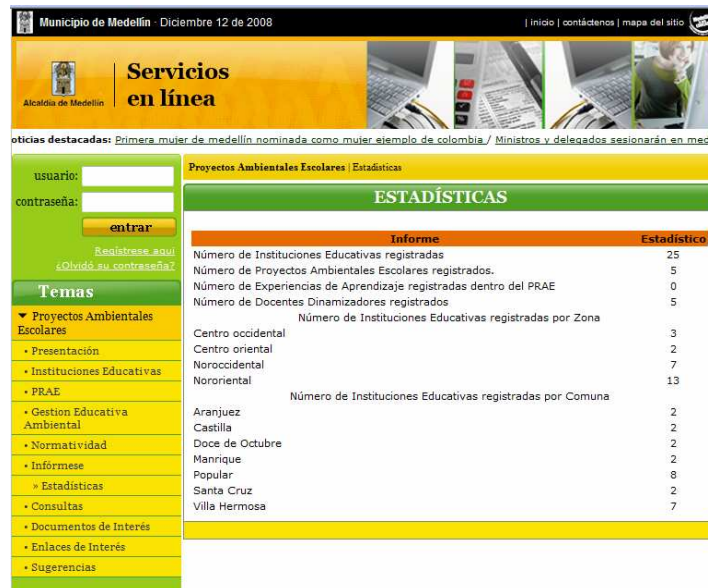 Municipio de Medellín - Diciembre 12 de 2008
| inicio | contáctenos | mapa del sitio
Alcaldía de Medellín
Servicios
en línea
oticias destacadas: Primera mujer de medellín nominada como mujer ejemplo de colombia / Ministros y delegados sesionarán en med
usuario:
contraseña:
entrar
Regístrese aquí
¿Olvidó su contraseña?
Temas
▼ Proyectos Ambientales
Escolares
• Presentación
• Instituciones Educativas
• PRAE
• Gestion Educativa
Ambiental
• Normatividad
• Infórmese
» Estadísticas
• Consultas
• Documentos de Interés
• Enlaces de Interés
• Sugerencias
Proyectos Ambientales Escolares | Estadísticas
ESTADÍSTICAS
Informe Estadístico
Número de Instituciones Educativas registradas 25
Número de Proyectos Ambientales Escolares registrados. 5
Número de Experiencias de Aprendizaje registradas dentro del PRAE 0
Número de Docentes Dinamizadores registrados 5
Número de Instituciones Educativas registradas por Zona
Centro occidental 3
Centro oriental 2
Noroccidental 7
Nororiental 13
Número de Instituciones Educativas registradas por Comuna
Aranjuez 2
Castilla 2
Doce de Octubre 2
Manrique 2
Popular 8
Santa Cruz 2
Villa Hermosa 7